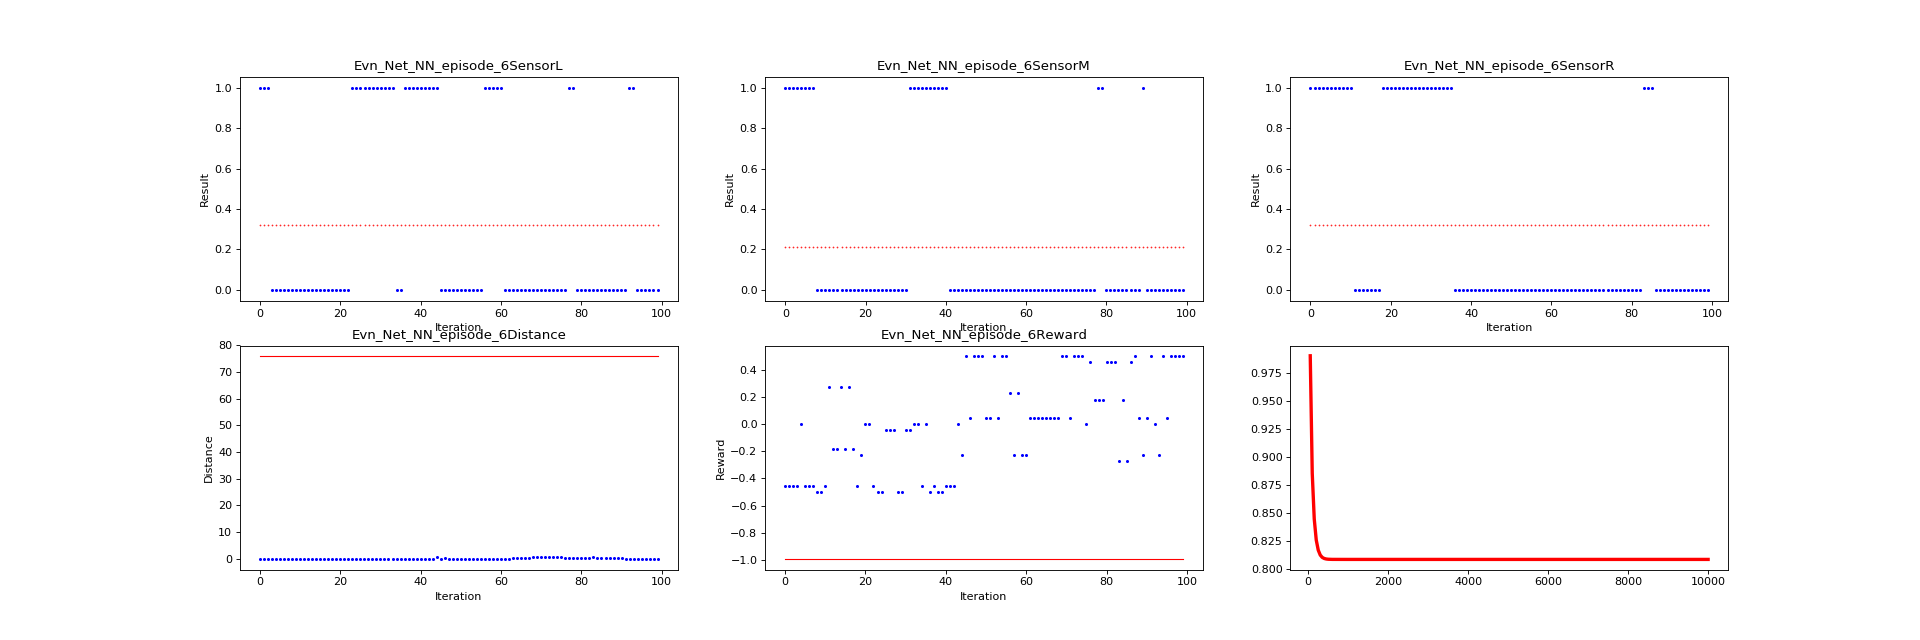 Evn_Net_NN_episode_6SensorL
1.0
0.8
0.6
0.4
0.2
0.0
Result
0 20 40 60 80 100
Iteration
Evn_Net_NN_episode_6SensorM
1.0
0.8
0.6
0.4
0.2
0.0
Result
0 20 40 60 80 100
Iteration
Evn_Net_NN_episode_6SensorR
1.0
0.8
0.6
0.4
0.2
0.0
Result
0 20 40 60 80 100
Iteration
Evn_Net_NN_episode_6Distance
80
70
60
50
40
30
20
10
0
Distance
0 20 40 60 80 100
Iteration
Evn_Net_NN_episode_6Reward
0.4
0.2
0.0
−0.2
−0.4
−0.6
−0.8
−1.0
Reward
0 20 40 60 80 100
Iteration
0.975
0.950
0.925
0.900
0.875
0.850
0.825
0.800
0 2000 4000 6000 8000 10000